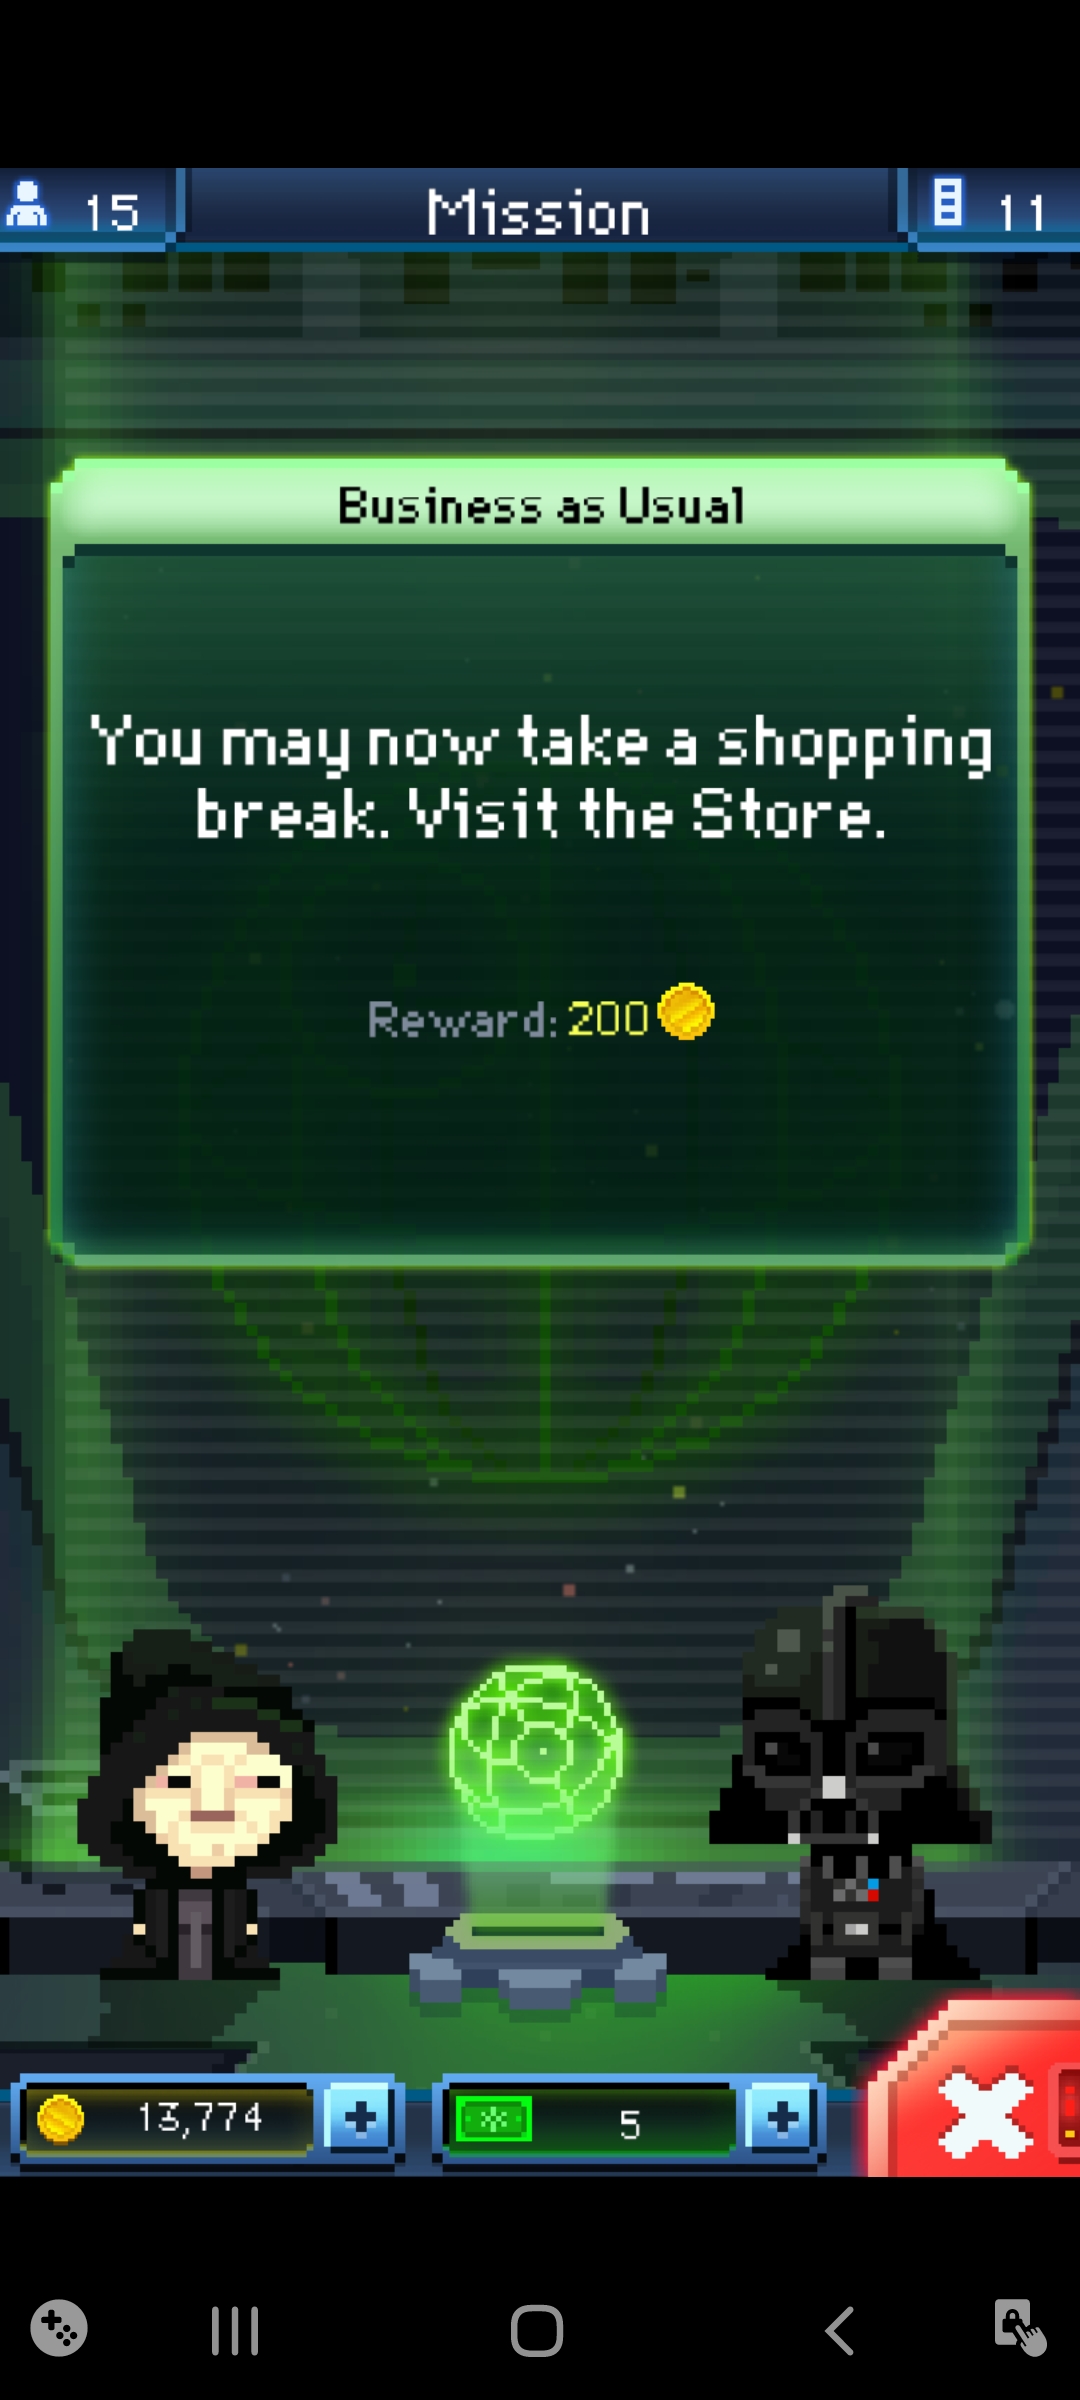 15
Mission
11
Business as Usual
You may now take a shopping
break. Visit the Store.
Reward: 200
13,774
5